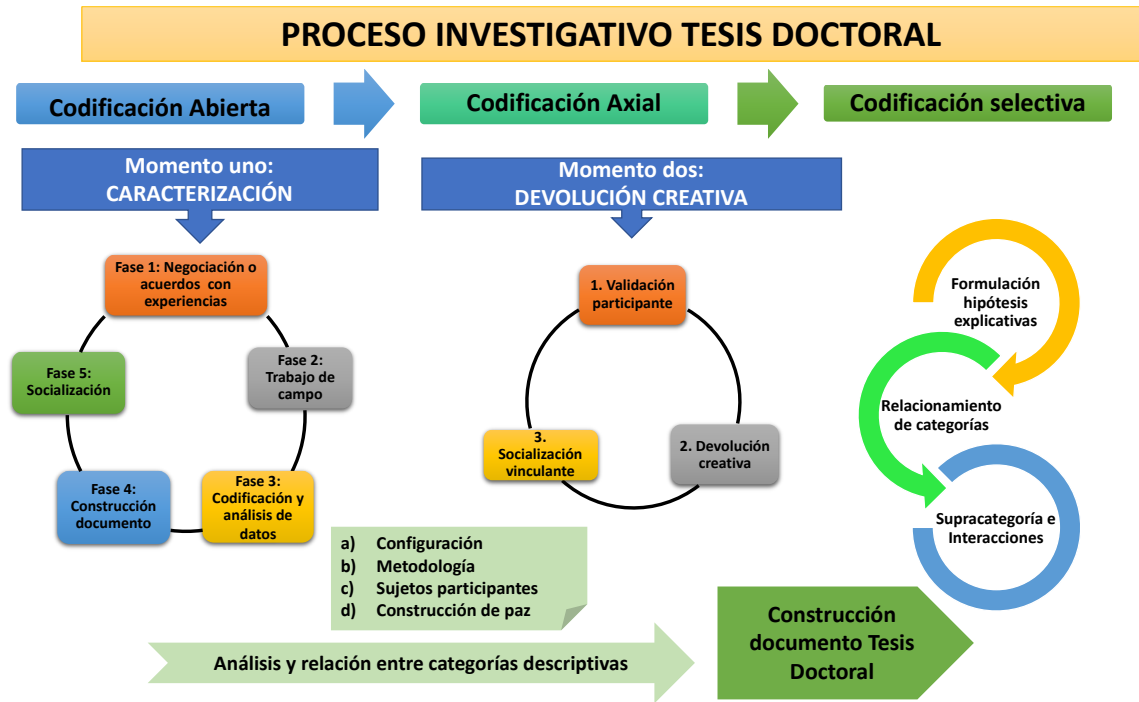 PROCESO INVESTIGATIVO TESIS DOCTORAL
Codificación Abierta
Codificación Axial
Codificación selectiva
Momento uno:
CARACTERIZACIÓN
Momento dos:
DEVOLUCIÓN CREATIVA
Fase 1: Negociación o
acuerdos con
experiencias
Fase 2:
Trabajo de
campo
Fase 3:
Codificación y
análisis de
datos
Fase 4:
Construcción
documento
Fase 5:
Socialización
1. Validación
participante
2. Devolución
creativa
3.
Socialización
vinculante
Formulación
hipótesis
explicativas
Relacionamiento
de categorías
Supracategoría e
Interacciones
a) Configuración
b) Metodología
c) Sujetos participantes
d) Construcción de paz
Análisis y relación entre categorías descriptivas
Construcción
documento Tesis
Doctoral